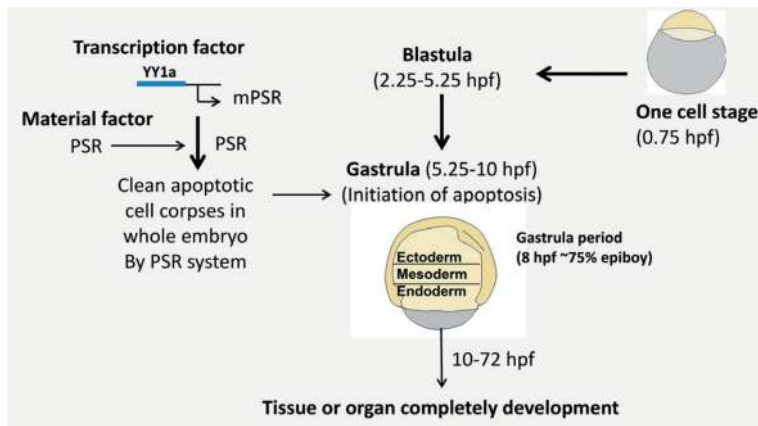 Transcription factor
YY1a
mPSR
Material factor
PSR
PSR
Clean apoptotic
cell corpses in
whole embryo
By PSR system
Blastula
(2.25-5.25 hpf)
One cell stage
(0.75 hpf)
Gastrula (5.25-10 hpf)
(Initiation of apoptosis)
Gastrula period
(8 hpf ~75% epiboy)
Ectoderm
Mesoderm
Endoderm
10-72 hpf
Tissue or organ completely development